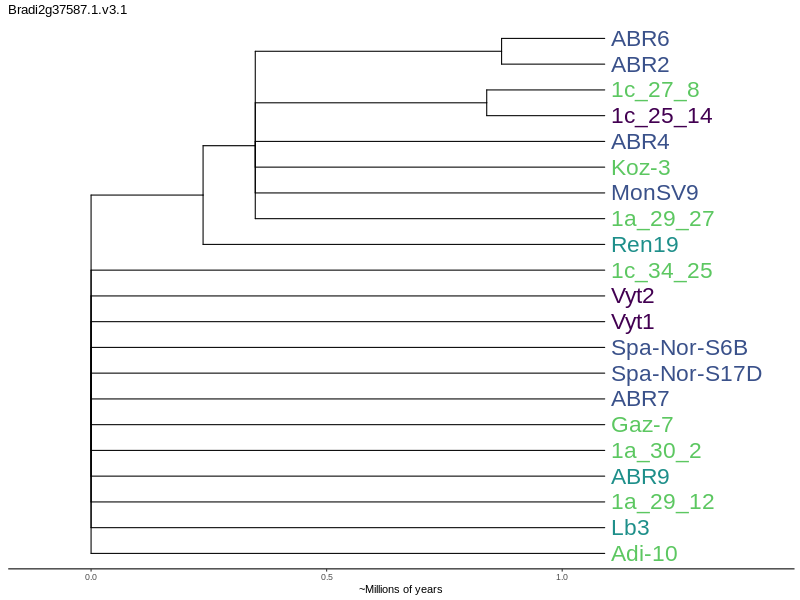 Bradi2g37587.1.v3.1
ABR6
ABR2
1c_27_8
1c_25_14
ABR4
Koz-3
MonSV9
1a_29_27
Ren19
1c_34_25
Vyt2
Vyt1
Spa-Nor-S6B
Spa-Nor-S17D
ABR7
Gaz-7
1a_30_2
ABR9
1a_29_12
Lb3
Adi-10
0.0 0.5 1.0
~Millions of years